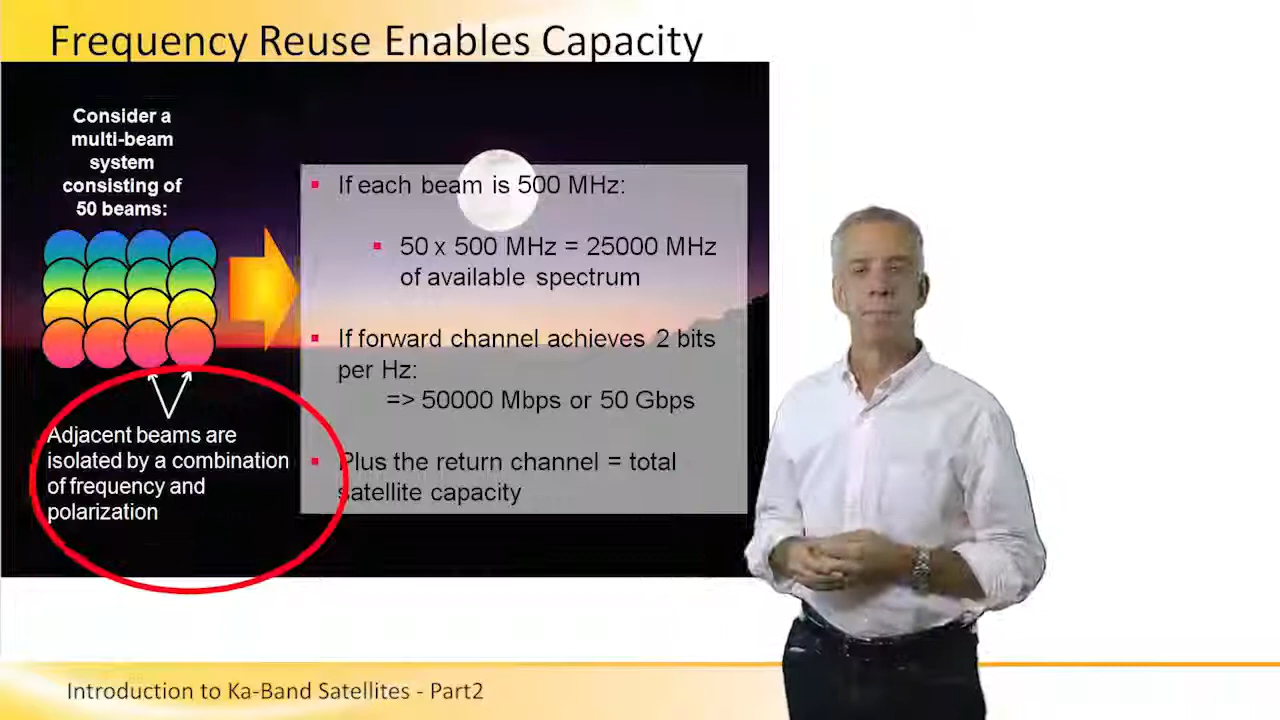 Frequency Reuse Enables Capacity
Consider a
multi-beam
system
consisting of
50 beams:
Adjacent beams are
isolated by a combination
of frequency and
polarization
If each beam is 500 MHz:
50 x 500 MHz = 25000 MHz
of available spectrum
If forward channel achieves 2 bits
per Hz:
=> 50000 Mbps or 50 Gbps
Plus the return channel = total
satellite capacity
Introduction to Ka-Band Satellites - Part2